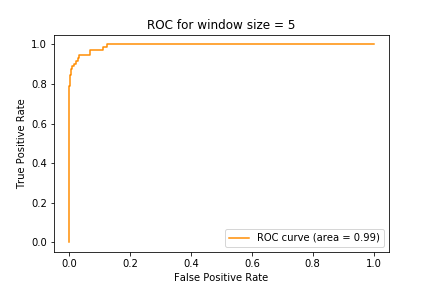 ROC for window size = 5
True Positive Rate
1.0
0.8
0.6
0.4
0.2
0.0
ROC curve (area = 0.99)
0.0 0.2 0.4 0.6 0.8 1.0
False Positive Rate